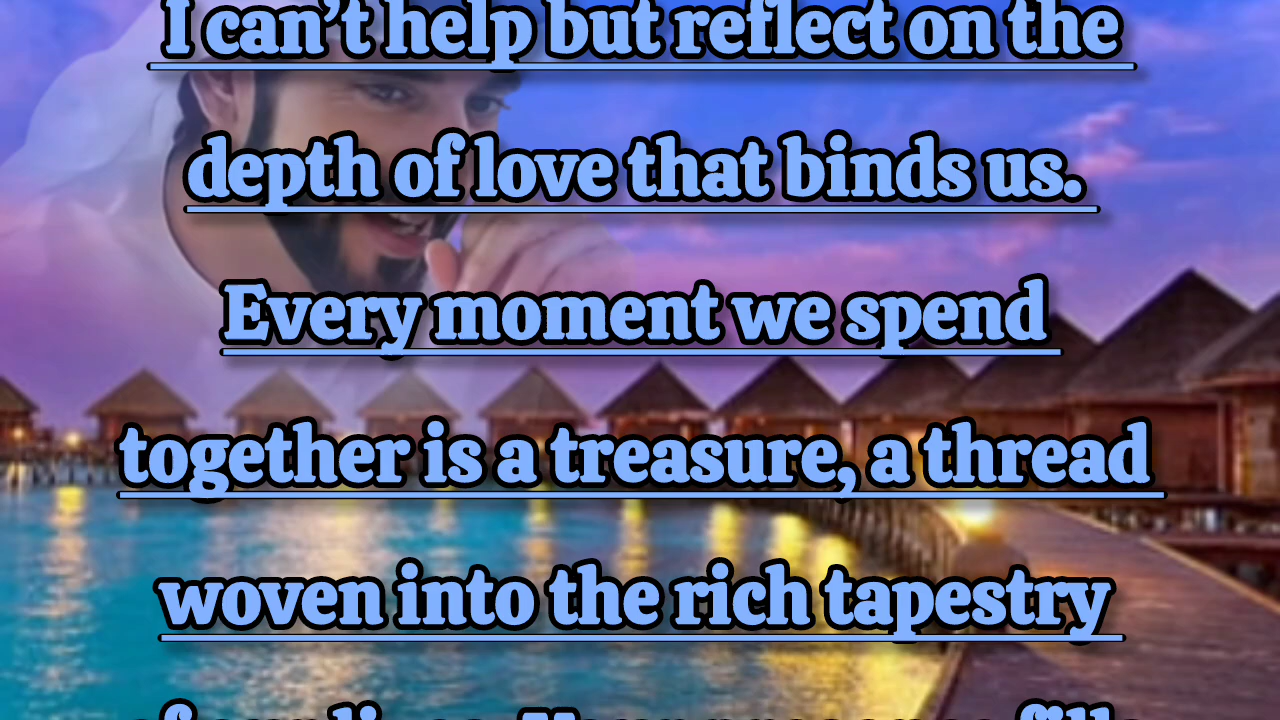 I can’t help but reflect on the
depth of love that binds us.
Every moment we spend
together is a treasure, a thread
woven into the rich tapestry